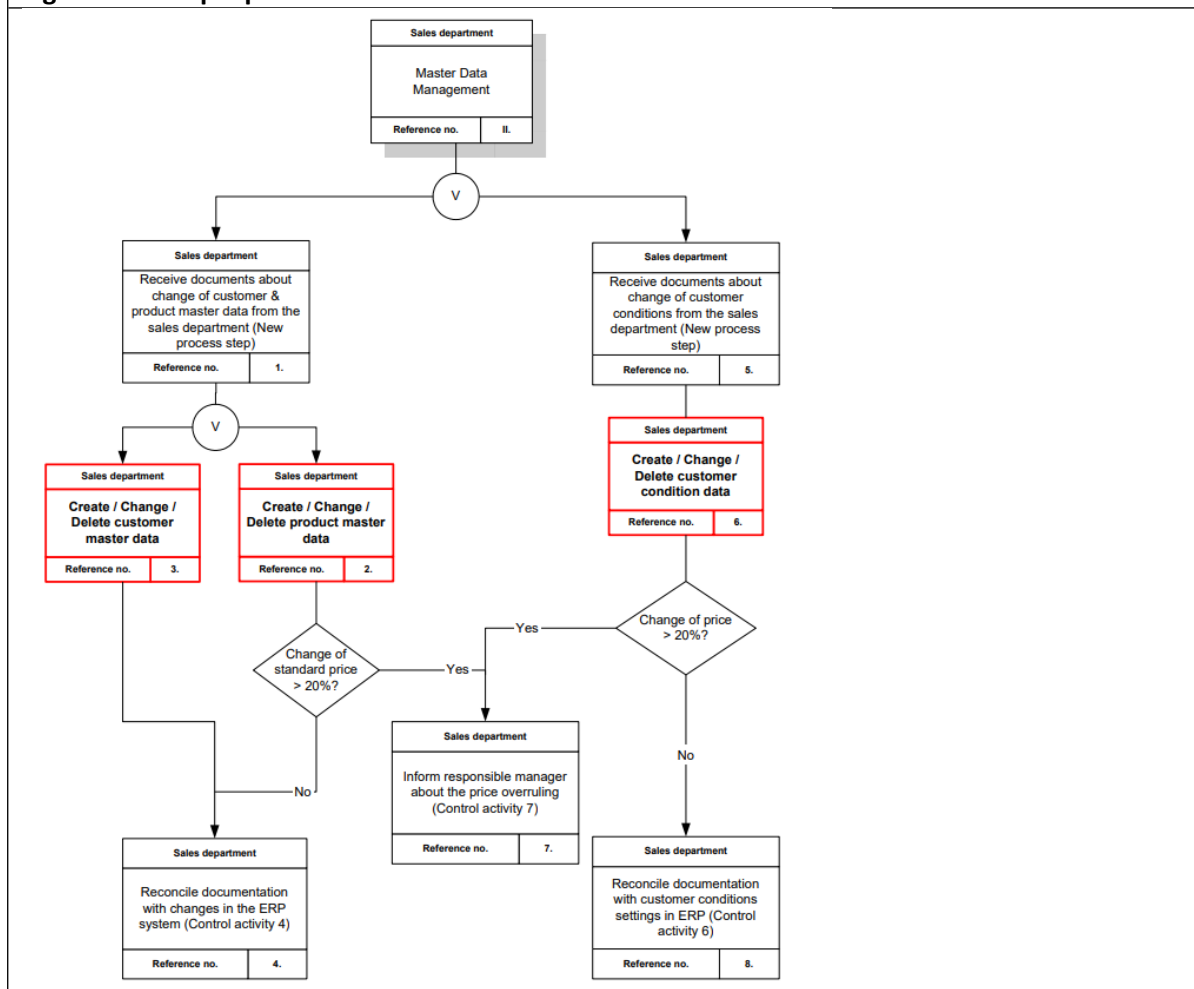 Sales department
Master Data
Management
Reference no. II.
V
Sales department
Receive documents about
change of customer &
product master data from the
sales department (New
process step)
Reference no. 1.
Sales department
Receive documents about
change of customer
conditions from the sales
department (New process
step)
Reference no. 5.
V
Sales department
Create / Change /
Delete customer
master data
Reference no. 3.
Sales department
Create / Change /
Delete product master
data
Reference no. 2.
Sales department
Create / Change /
Delete customer
condition data
Reference no. 6.
Change of
standard price
> 20%?
Yes
Change of price
> 20%?
Yes
No
No
Sales department
Inform responsible manager
about the price overruling
(Control activity 7)
Reference no. 7.
Sales department
Reconcile documentation
with changes in the ERP
system (Control activity 4)
Reference no. 4.
Sales department
Reconcile documentation
with customer conditions
settings in ERP (Control
activity 6)
Reference no. 8.